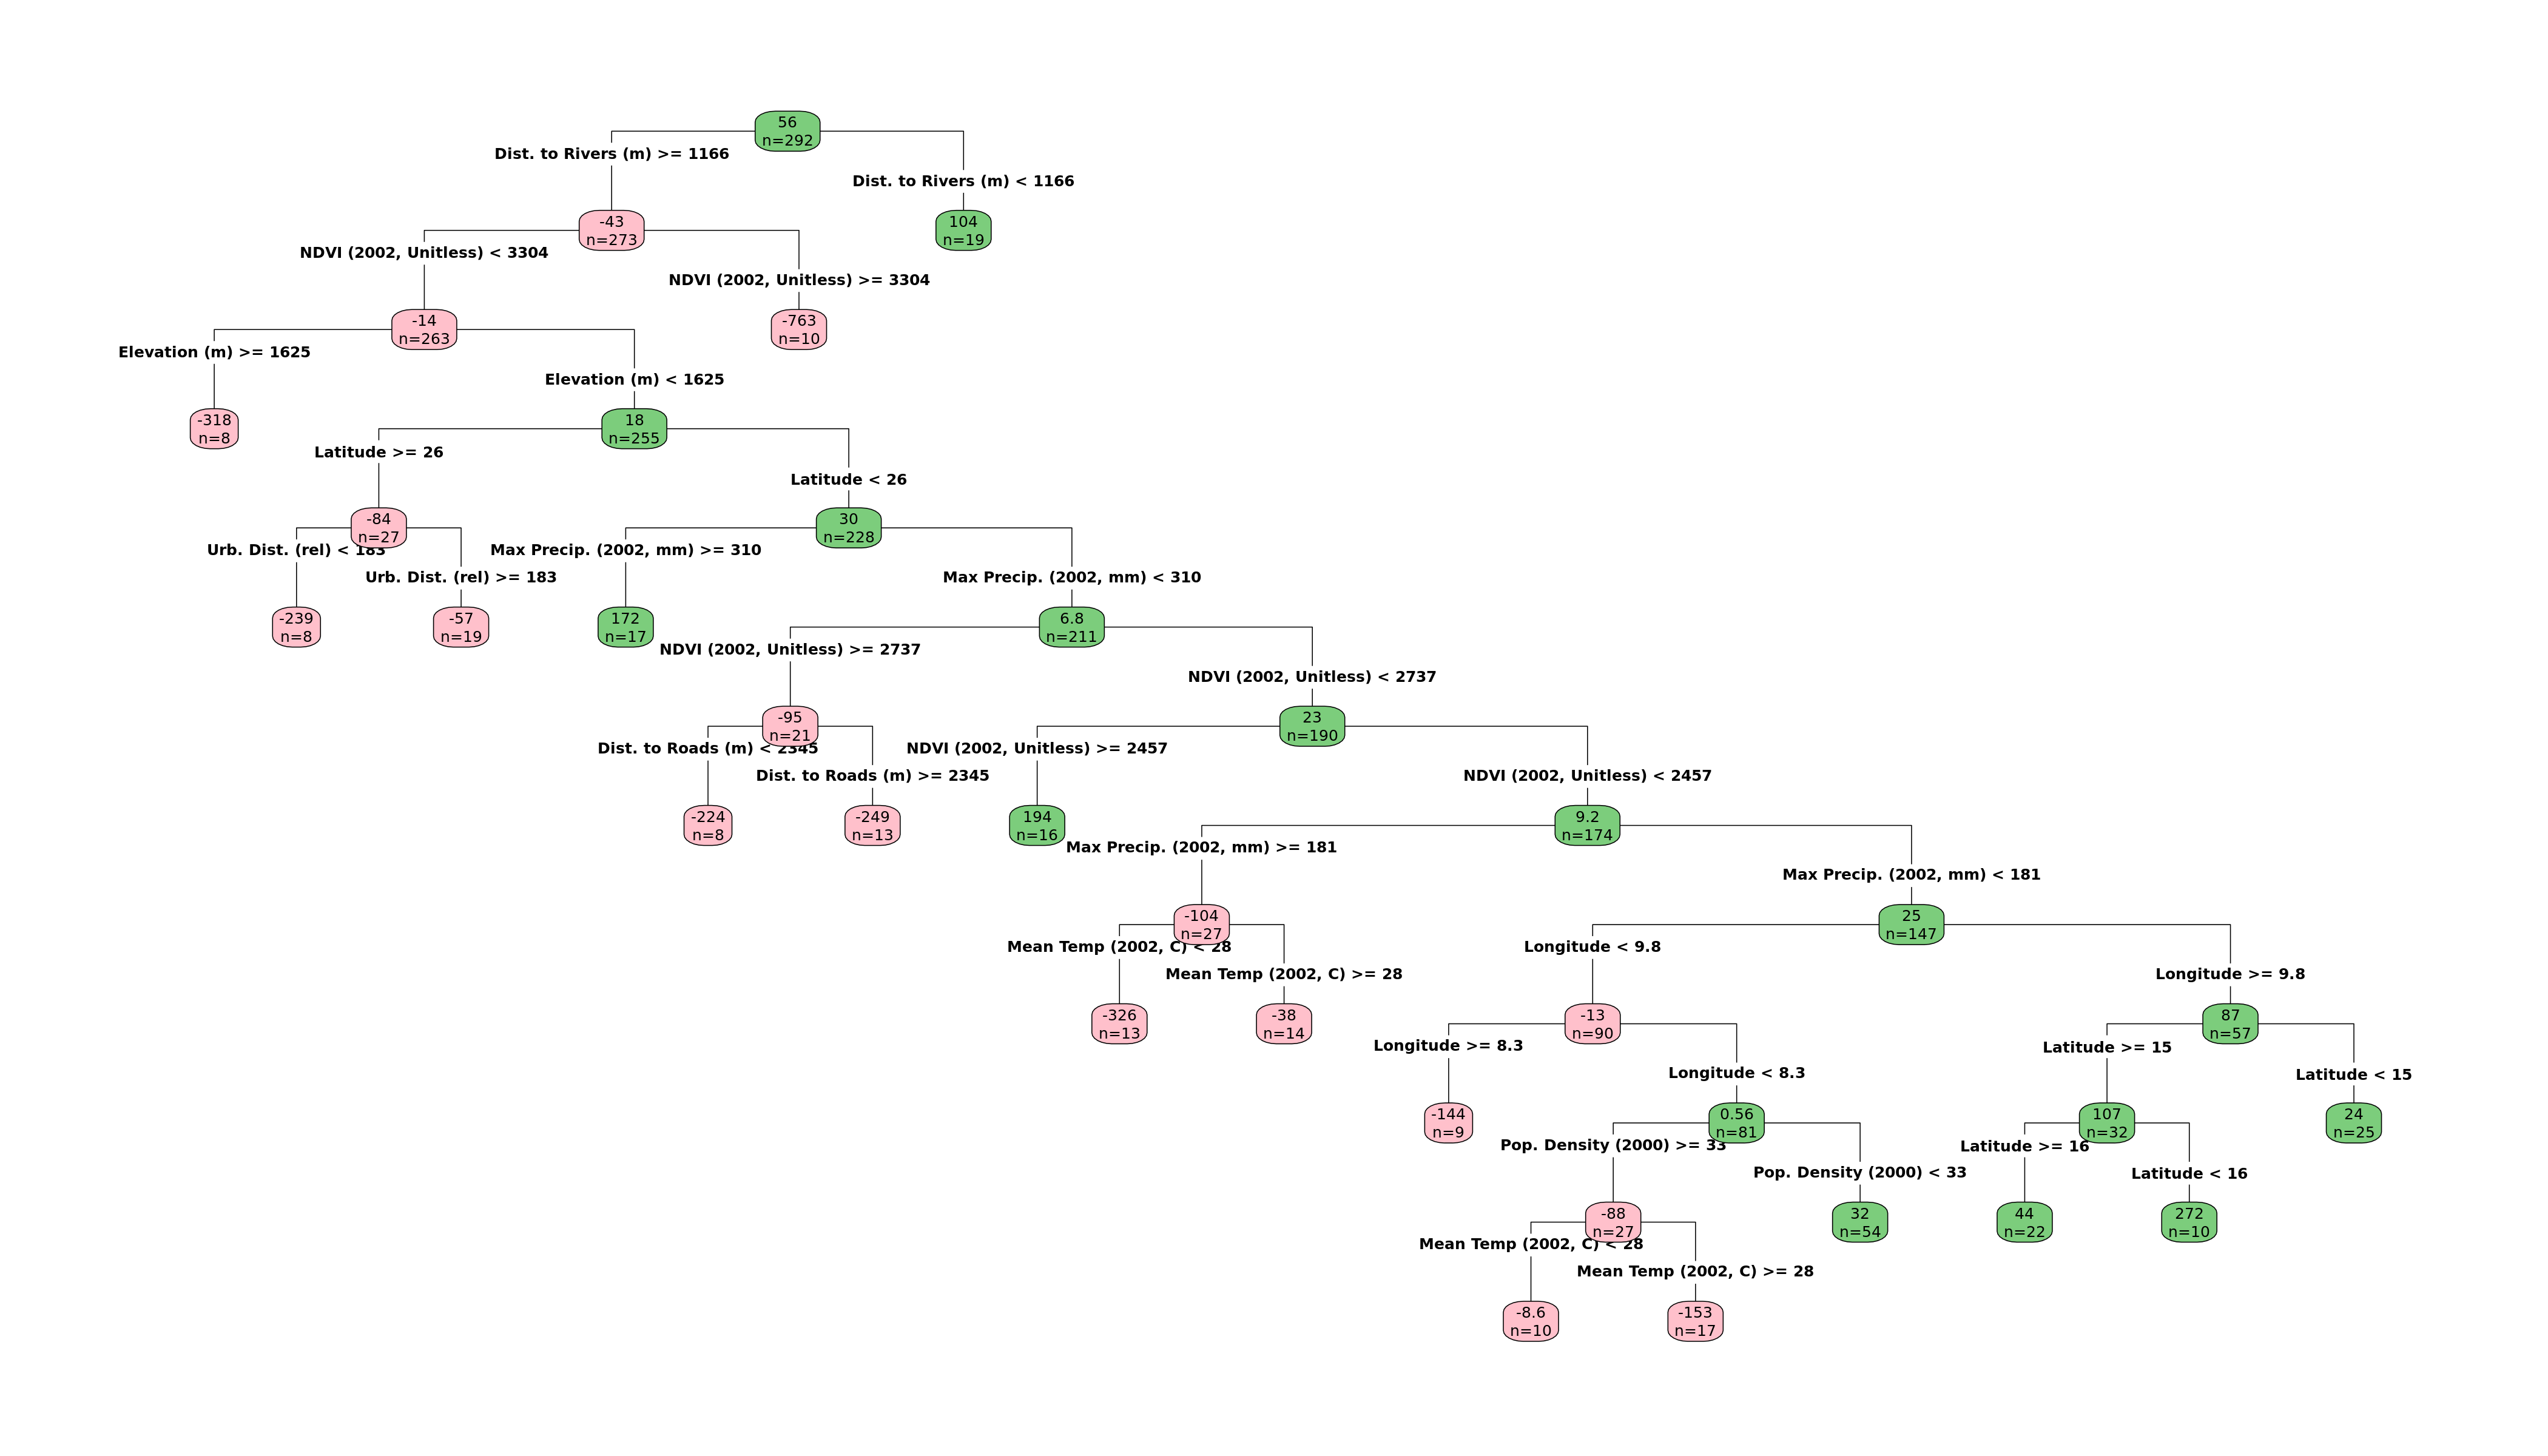 56
n=292
Dist. to Rivers (m) >= 1166
Dist. to Rivers (m) < 1166
-43
n=273
104
n=19
NDVI (2002, Unitless) < 3304
NDVI (2002, Unitless) >= 3304
-14
n=263
-763
n=10
Elevation (m) >= 1625
Elevation (m) < 1625
-318
n=8
18
n=255
Latitude >= 26
Latitude < 26
-84
n=27
30
n=228
Urb. Dist. (rel) < 183
Max Precip. (2002, mm) >= 310
Urb. Dist. (rel) >= 183
Max Precip. (2002, mm) < 310
-239
n=8
-57
n=19
172
n=17
6.8
n=211
NDVI (2002, Unitless) >= 2737
NDVI (2002, Unitless) < 2737
-95
n=21
23
n=190
Dist. to Roads (m) < 2345
NDVI (2002, Unitless) >= 2457
Dist. to Roads (m) >= 2345
NDVI (2002, Unitless) < 2457
-224
n=8
-249
n=13
194
n=16
9.2
n=174
Max Precip. (2002, mm) >= 181
Max Precip. (2002, mm) < 181
-104
n=27
25
n=147
Mean Temp (2002, C) < 28
Longitude < 9.8
Mean Temp (2002, C) >= 28
Longitude >= 9.8
-326
n=13
-38
n=14
-13
n=90
87
n=57
Longitude >= 8.3
Latitude >= 15
Longitude < 8.3
Latitude < 15
-144
n=9
0.56
n=81
107
n=32
24
n=25
Pop. Density (2000) >= 33
Latitude >= 16
Pop. Density (2000) < 33
Latitude < 16
-88
n=27
32
n=54
44
n=22
272
n=10
Mean Temp (2002, C) < 28
Mean Temp (2002, C) >= 28
-8.6
n=10
-153
n=17